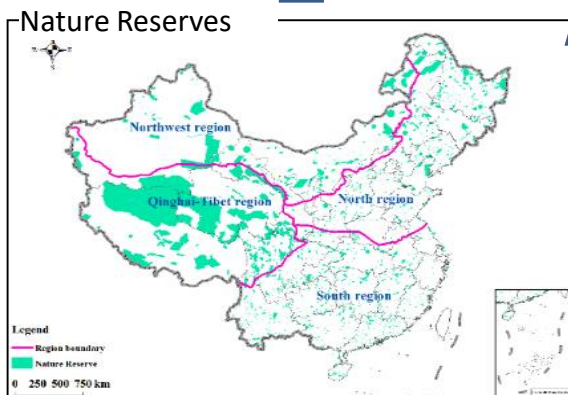 Nature Reserves
Northwest region
Qinghai-Tibet region
North region
South region
Legend
Region boundary
Nature Reserve
0 250 500 750 km